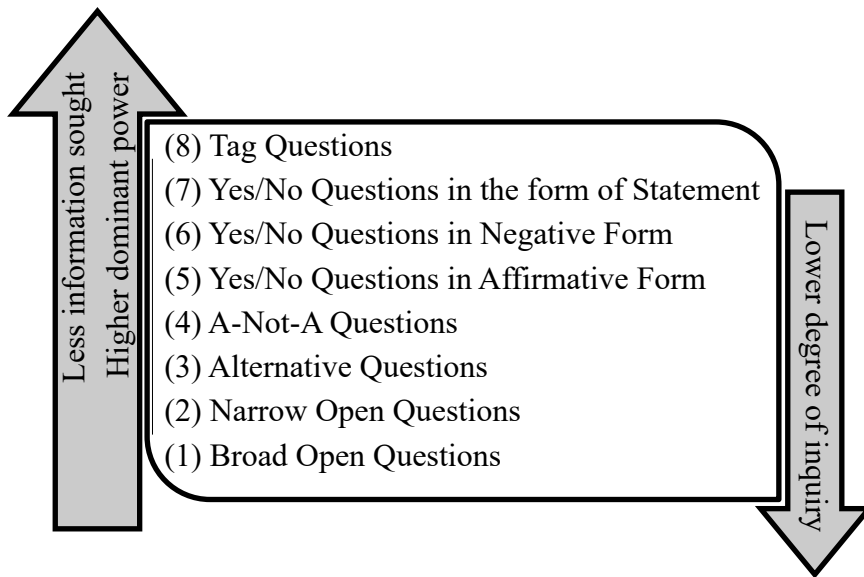 Less information sought
Higher dominant power
(8) Tag Questions
(7) Yes/No Questions in the form of Statement
(6) Yes/No Questions in Negative Form
(5) Yes/No Questions in Affirmative Form
(4) A-Not-A Questions
(3) Alternative Questions
(2) Narrow Open Questions
(1) Broad Open Questions
Lower degree of inquiry